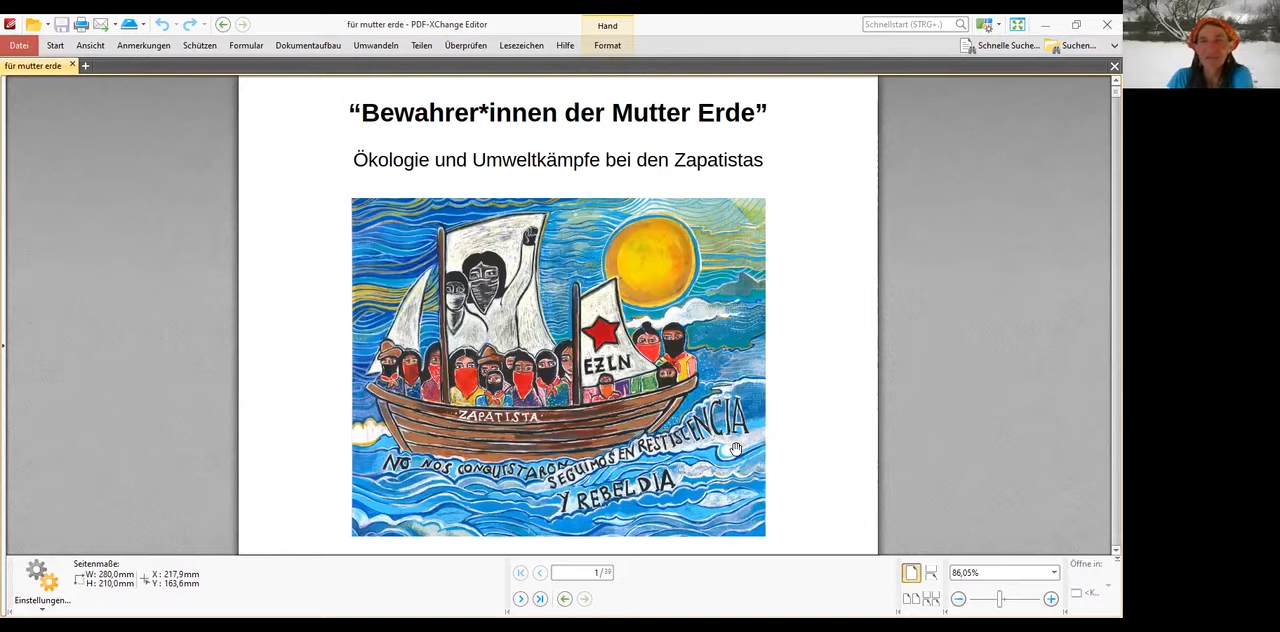 für mutter erde - PDF-XChange Editor
Hand
Schnellstart (STRG+.)
Datei Start Ansicht Anmerkungen Schützen Formular Dokumentaufbau Umwandeln Teilen Überprüfen Lesezeichen Hilfe Format Schnelle Suche... Suchen...
für mutter erde
“Bewahrer*innen der Mutter Erde”
Ökologie und Umweltkämpfe bei den Zapatistas
EZLN
·ZAPATISTA·
NO NOS CONQUISTARON
SEGUIMOS EN RESTISCENCIA
Y REBELDIA
Einstellungen...
Seitenmaße:
W: 280,0mm
H: 210,0mm
X: 217,9mm
Y: 163,6mm
1/39
86,05%
Öffne in:
<K...